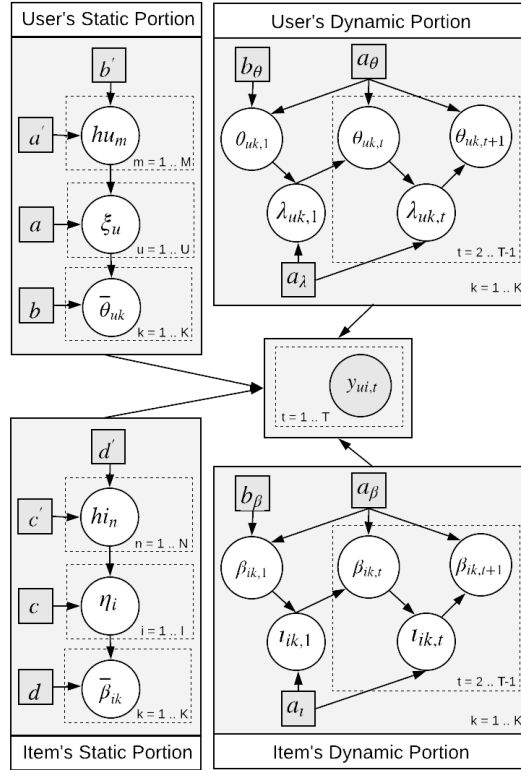 User's Static Portion
b′
a′
hu_m
m = 1 .. M
a
ξ_u
u = 1 .. U
b
θ̅_uk
k = 1 .. K
User's Dynamic Portion
b_θ
a_θ
θ_uk,1
θ_uk,t
θ_uk,t+1
λ_uk,1
λ_uk,t
t = 2 .. T-1
a_λ
k = 1 .. K
y_ui,t
t = 1 .. T
d′
c′
hi_n
n = 1 .. N
c
η_i
i = 1 .. I
d
β̅_ik
k = 1 .. K
Item's Static Portion
b_β
a_β
β_ik,1
β_ik,t
β_ik,t+1
ι_ik,1
ι_ik,t
t = 2 .. T-1
a_ι
k = 1 .. K
Item's Dynamic Portion